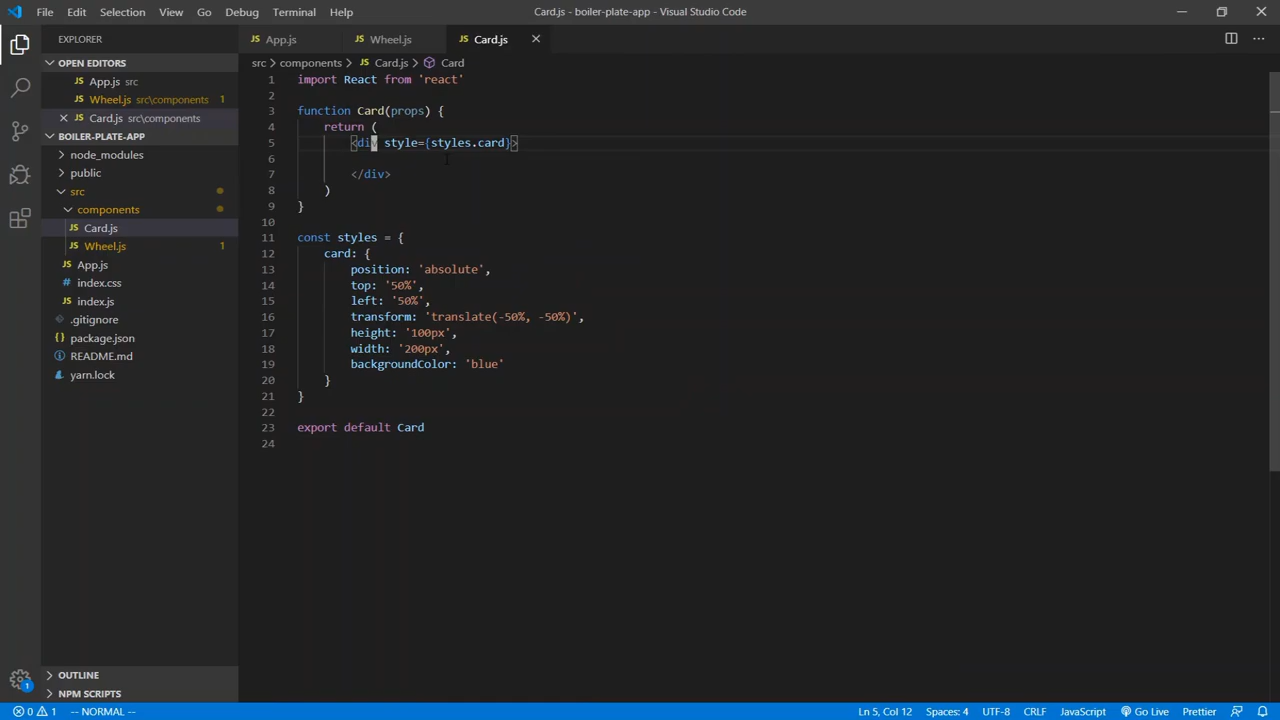 File Edit Selection View Go Debug Terminal Help
Card.js - boiler-plate-app - Visual Studio Code
EXPLORER
OPEN EDITORS
JS App.js src
JS Wheel.js src\components 1
JS Card.js src\components
BOILER-PLATE-APP
node_modules
public
src
components
JS Card.js
JS Wheel.js 1
JS App.js
# index.css
JS index.js
.gitignore
package.json
README.md
yarn.lock
OUTLINE
NPM SCRIPTS
JS App.js JS Wheel.js JS Card.js
src > components > JS Card.js > Card
1 import React from 'react'
2
3 function Card(props) {
4 return (
5 <div style={styles.card}>
6
7 </div>
8 )
9 }
10
11 const styles = {
12 card: {
13 position: 'absolute',
14 top: '50%',
15 left: '50%',
16 transform: 'translate(-50%, -50%)',
17 height: '100px',
18 width: '200px',
19 backgroundColor: 'blue'
20 }
21 }
22
23 export default Card
24
1
0 1 -- NORMAL -- Ln 5, Col 12 Spaces: 4 UTF-8 CRLF JavaScript Go Live Prettier